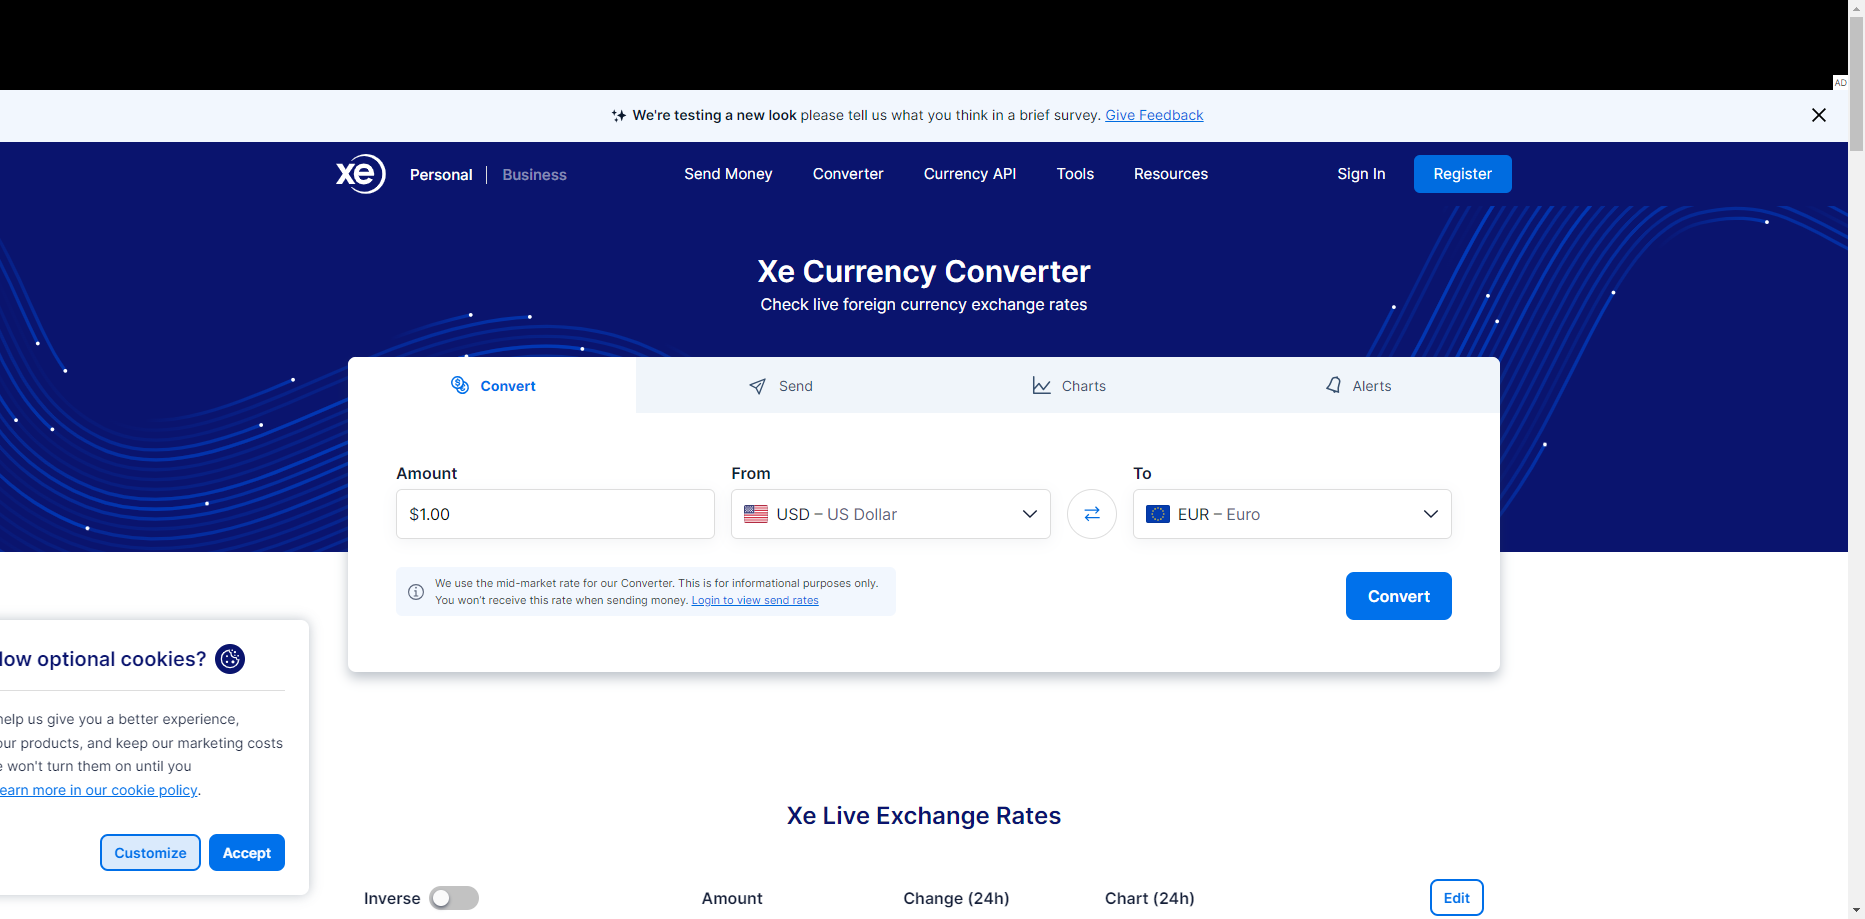 AD
We're testing a new look please tell us what you think in a brief survey. Give Feedback
xe Personal Business Send Money Converter Currency API Tools Resources Sign In Register
Xe Currency Converter
Check live foreign currency exchange rates
Convert Send Charts Alerts
Amount From To
$1.00 USD – US Dollar EUR – Euro
We use the mid-market rate for our Converter. This is for informational purposes only.
You won't receive this rate when sending money. Login to view send rates
Convert
low optional cookies?
help us give you a better experience,
our products, and keep our marketing costs
e won't turn them on until you
earn more in our cookie policy.
Customize Accept
Xe Live Exchange Rates
Inverse Amount Change (24h) Chart (24h) Edit